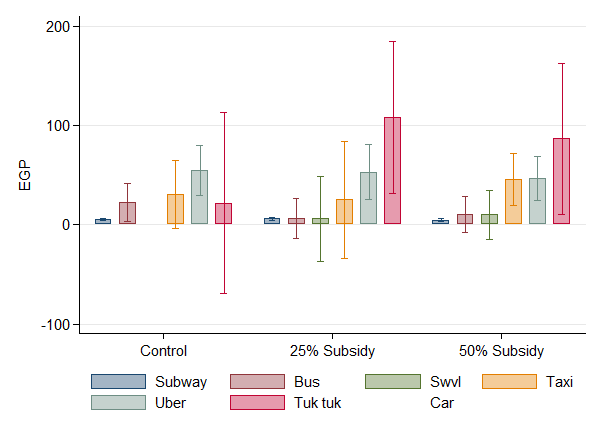 200
100
EGP
0
-100
Control 25% Subsidy 50% Subsidy
Subway Bus Swvl Taxi
Uber Tuk tuk Car